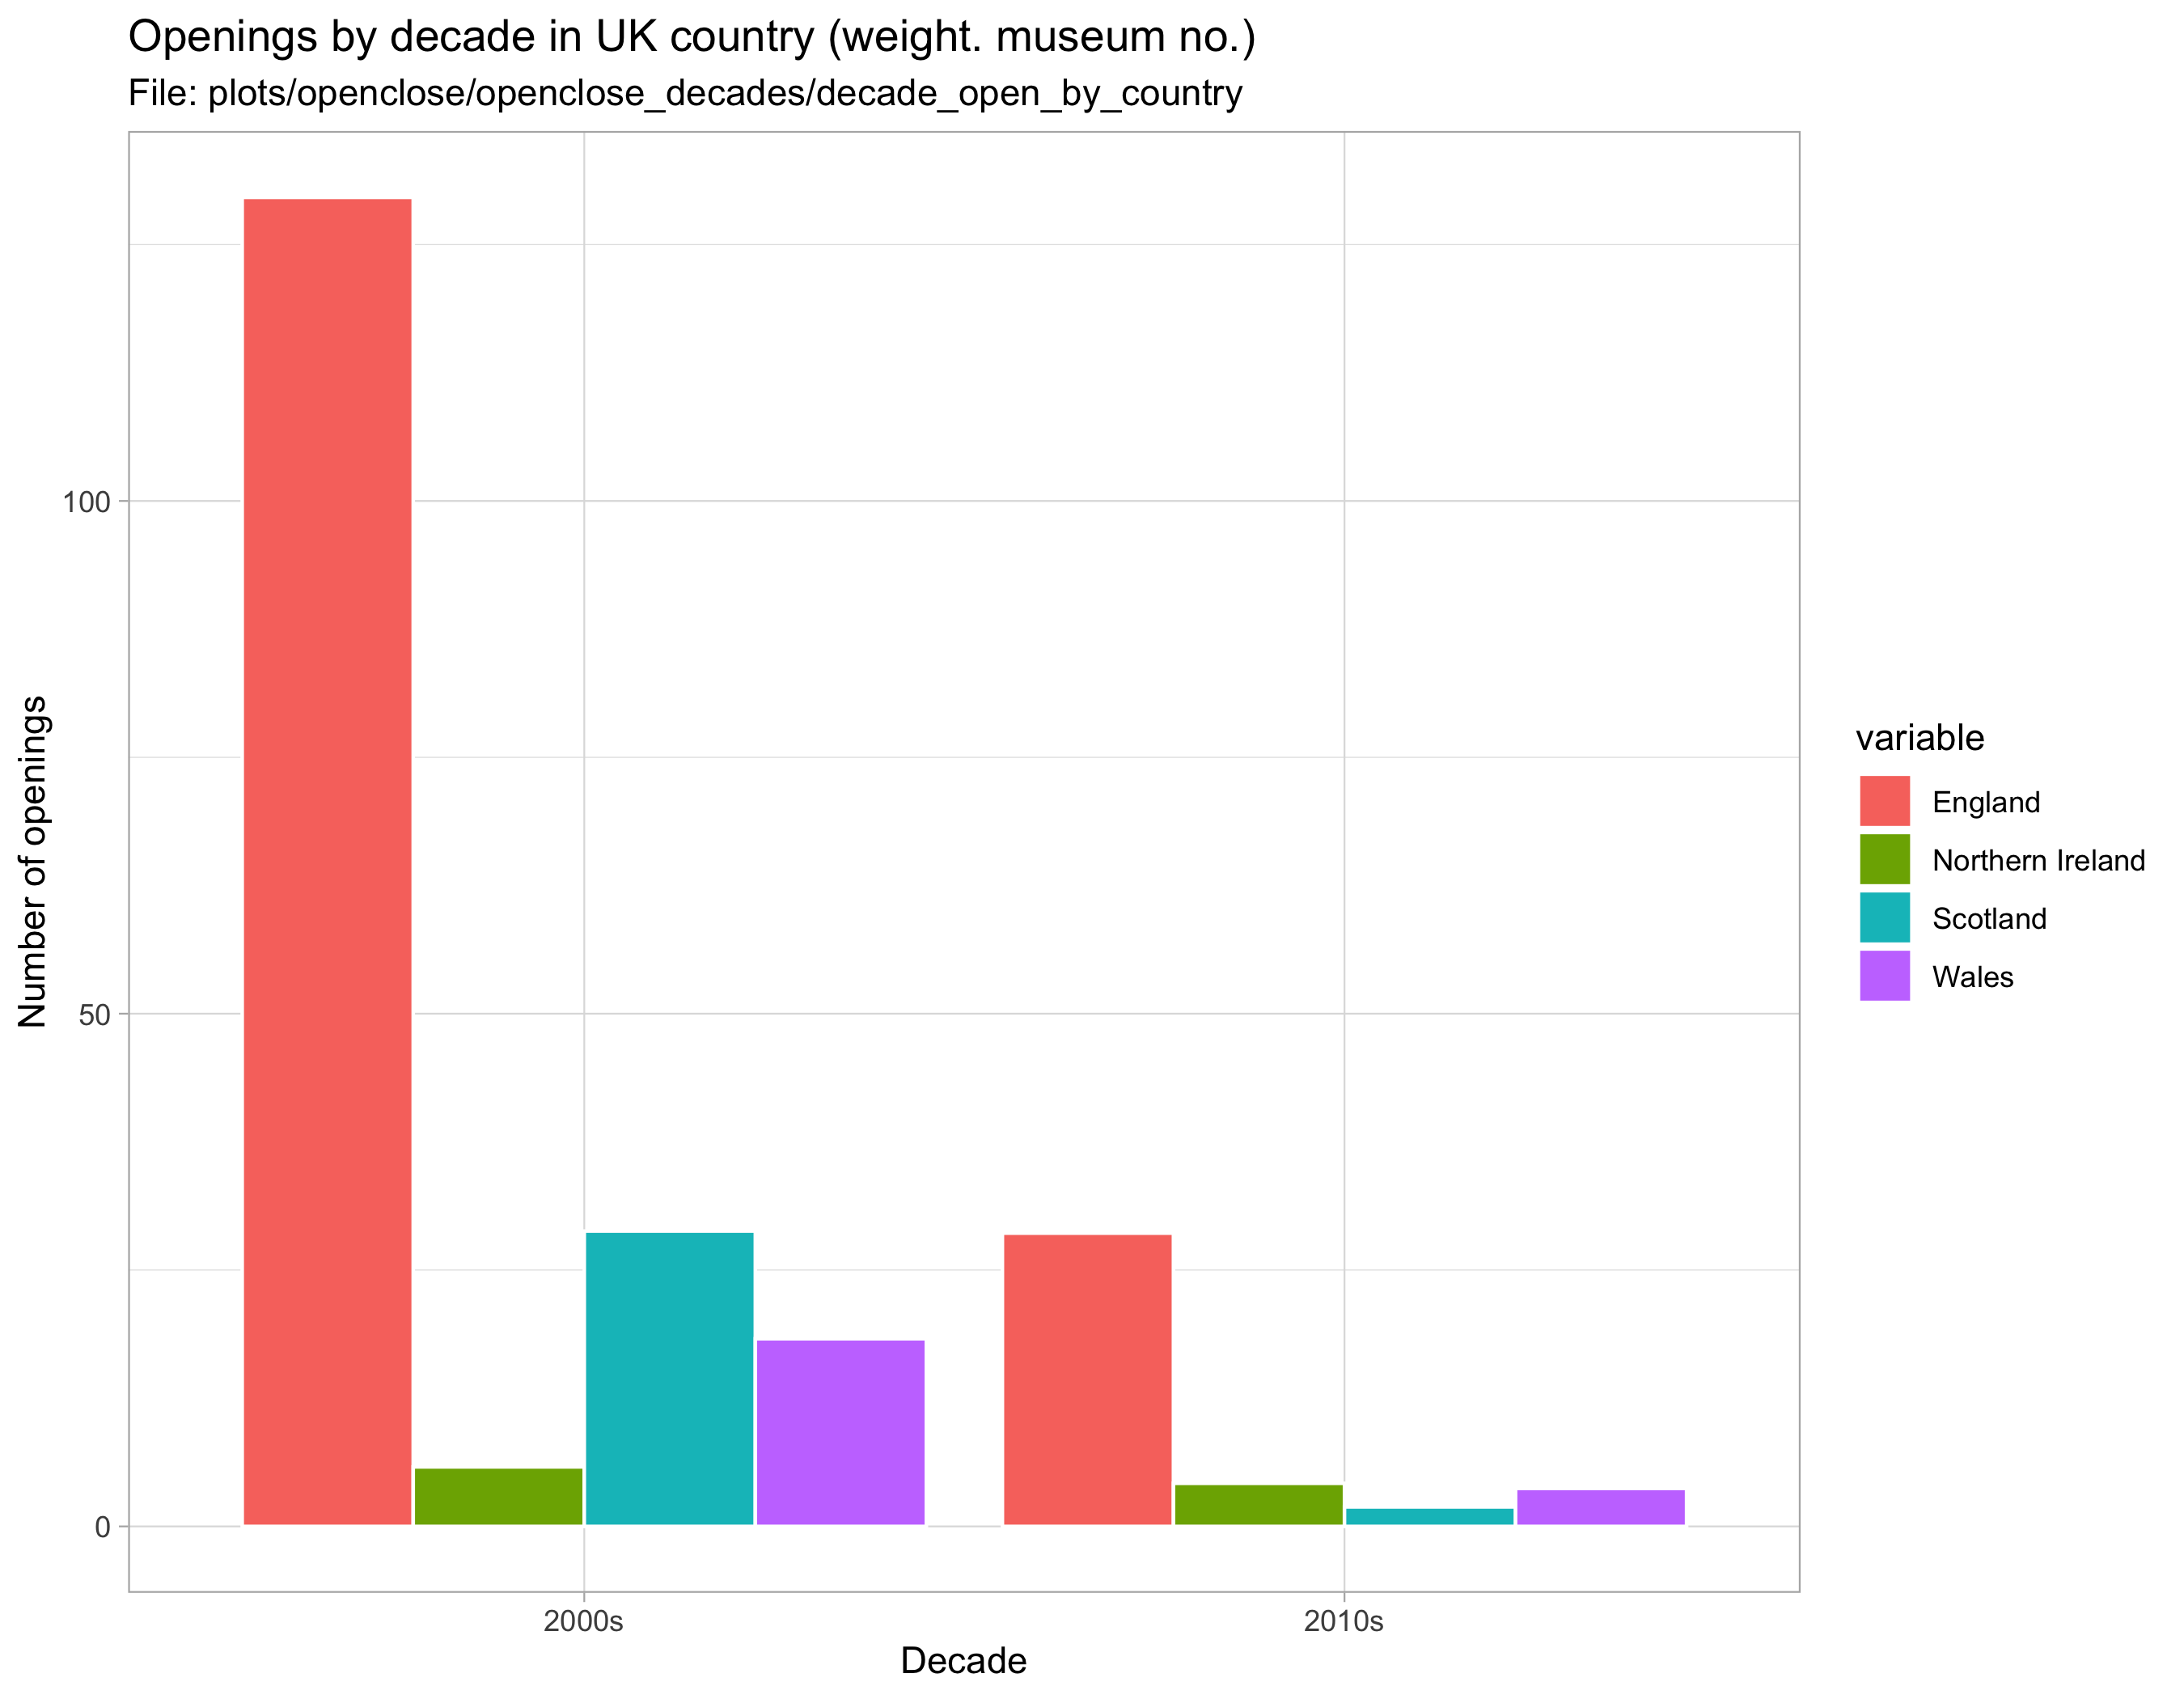 Openings by decade in UK country (weight. museum no.)
File: plots/openclose/openclose_decades/decade_open_by_country
Number of openings
100
50
0
2000s
2010s
Decade
variable
England
Northern Ireland
Scotland
Wales